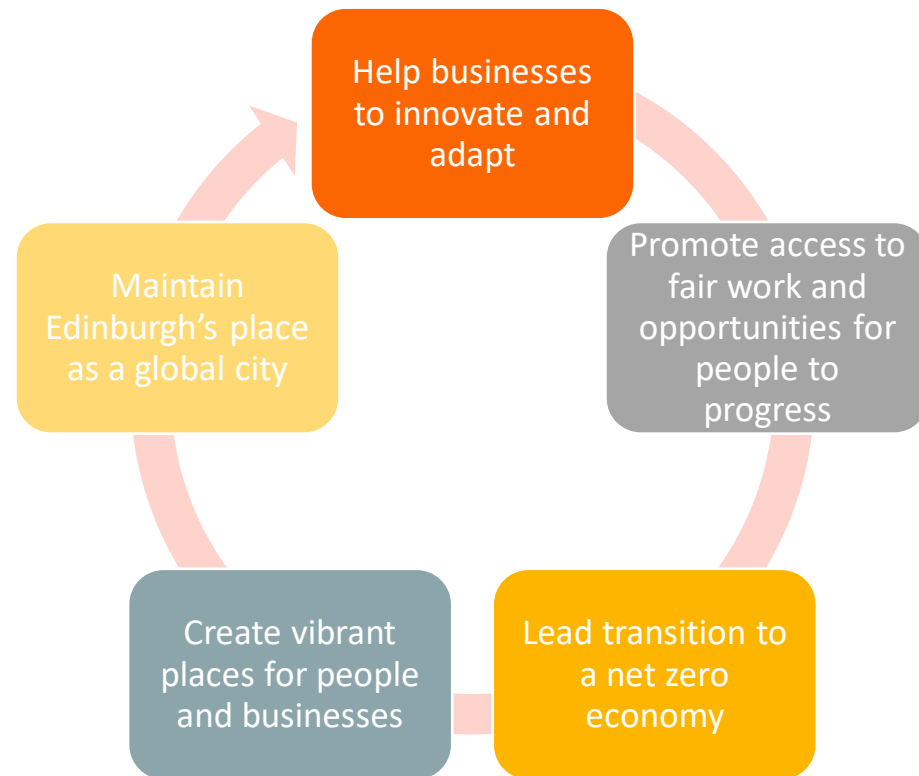 Help businesses
to innovate and
adapt
Promote access to
fair work and
opportunities for
people to
progress
Lead transition to
a net zero
economy
Create vibrant
places for people
and businesses
Maintain
Edinburgh’s place
as a global city